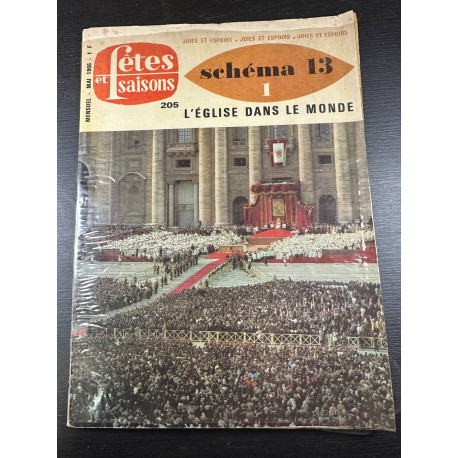 JOIES ET ESPOIRS • JOIES ET ESPOIRS • JOIES ET ESPOIRS
fêtes
et saisons
205
MENSUEL - MAI 1966 - 1 F
schéma 13
1
L'ÉGLISE DANS LE MONDE